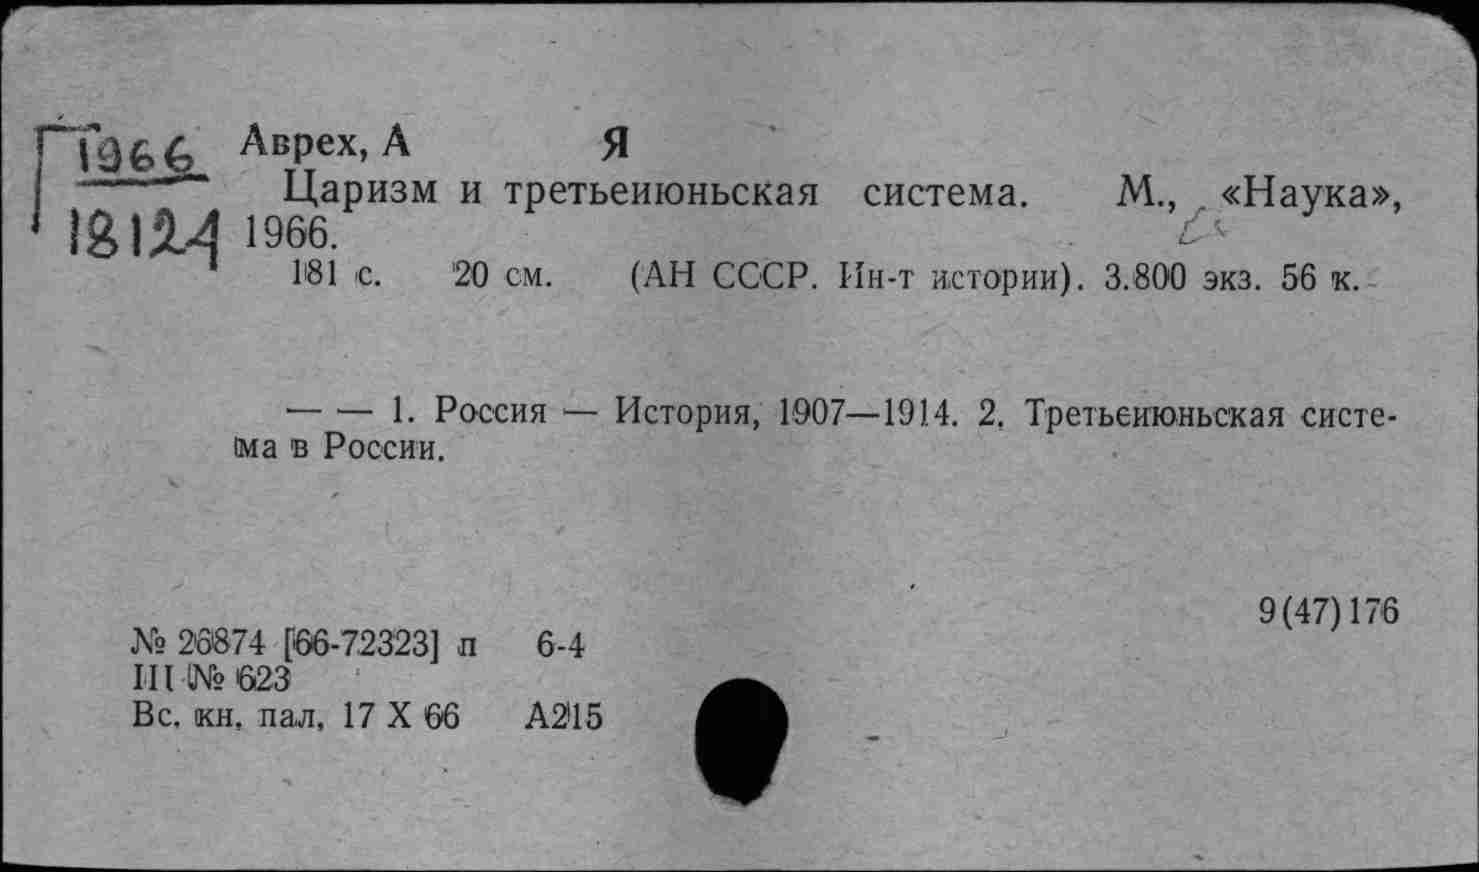 Г 1966
18124
Аврех, А Я
Царизм и третьеиюньская система. М., «Наука»,
1966.
181 с. 20 см. (АН СССР. Ин-т истории). 3.800 экз. 56 к.
— — 1. Россия — История, 1907—1914. 2. Третьеиюньская систе-
ма в России.
9(47)176
№ 26874 [66-72323] п 6-4
III № 623
Вс. кн. пал. 17 X 66 А215